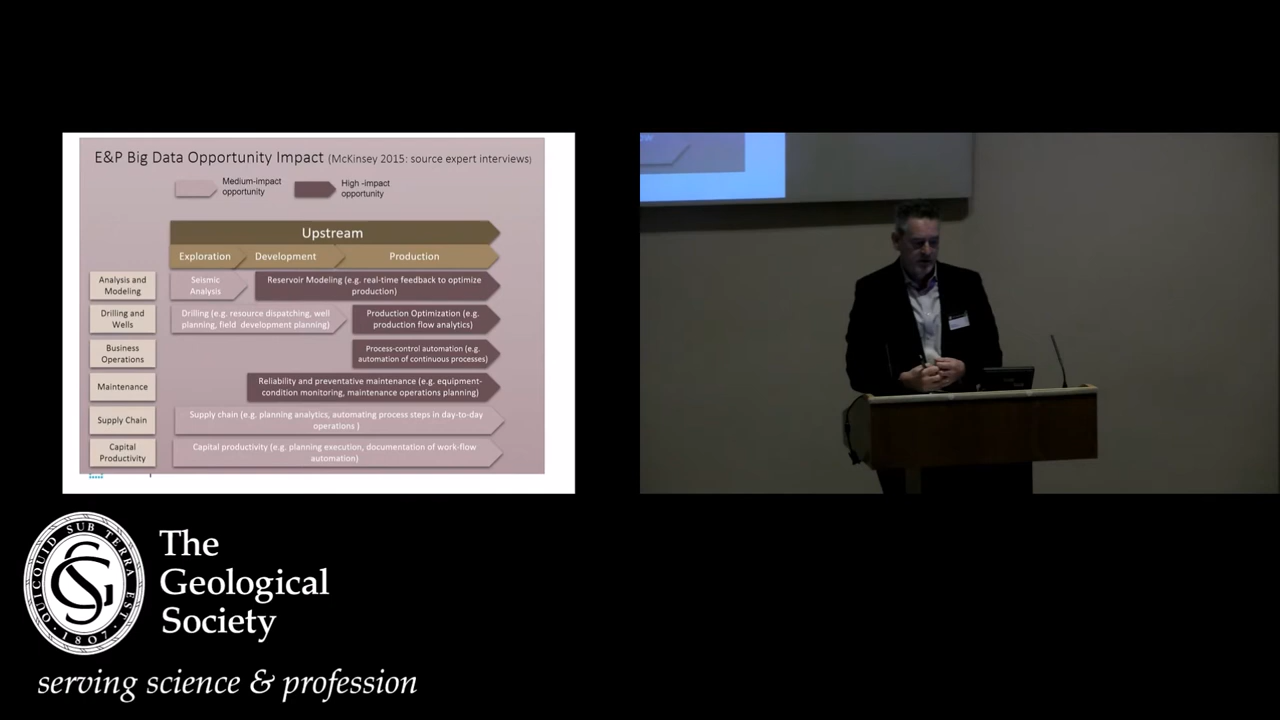 E&P Big Data Opportunity Impact (McKinsey 2015: source expert interviews)
Medium-impact
opportunity
High -impact
opportunity
Upstream
Exploration
Development
Production
Analysis and
Modeling
Seismic
Analysis
Reservoir Modeling (e.g. real-time feedback to optimize
production)
Drilling and
Wells
Drilling (e.g. resource dispatching, well
planning, field development planning)
Production Optimization (e.g.
production flow analytics)
Business
Operations
Process-control automation (e.g.
automation of continuous processes)
Maintenance
Reliability and preventative maintenance (e.g. equipment-
condition monitoring, maintenance operations planning)
Supply Chain
Supply chain (e.g. planning analytics, automating process steps in day-to-day
operations )
Capital
Productivity
Capital productivity (e.g. planning execution, documentation of work-flow
automation)
QUICQUID SUB TERRA EST
1807
The
Geological
Society
serving science & profession